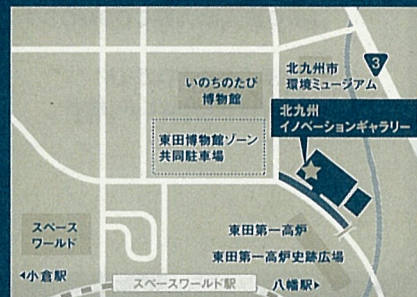 北九州市
環境ミュージアム
3
いのちのたび
博物館
北九州
イノベーションギャラリー
東田博物館ゾーン
共同駐車場
スペース
ワールド
東田第一高炉
東田第一高炉史跡広場
◀小倉駅
スペースワールド駅
八幡駅▶